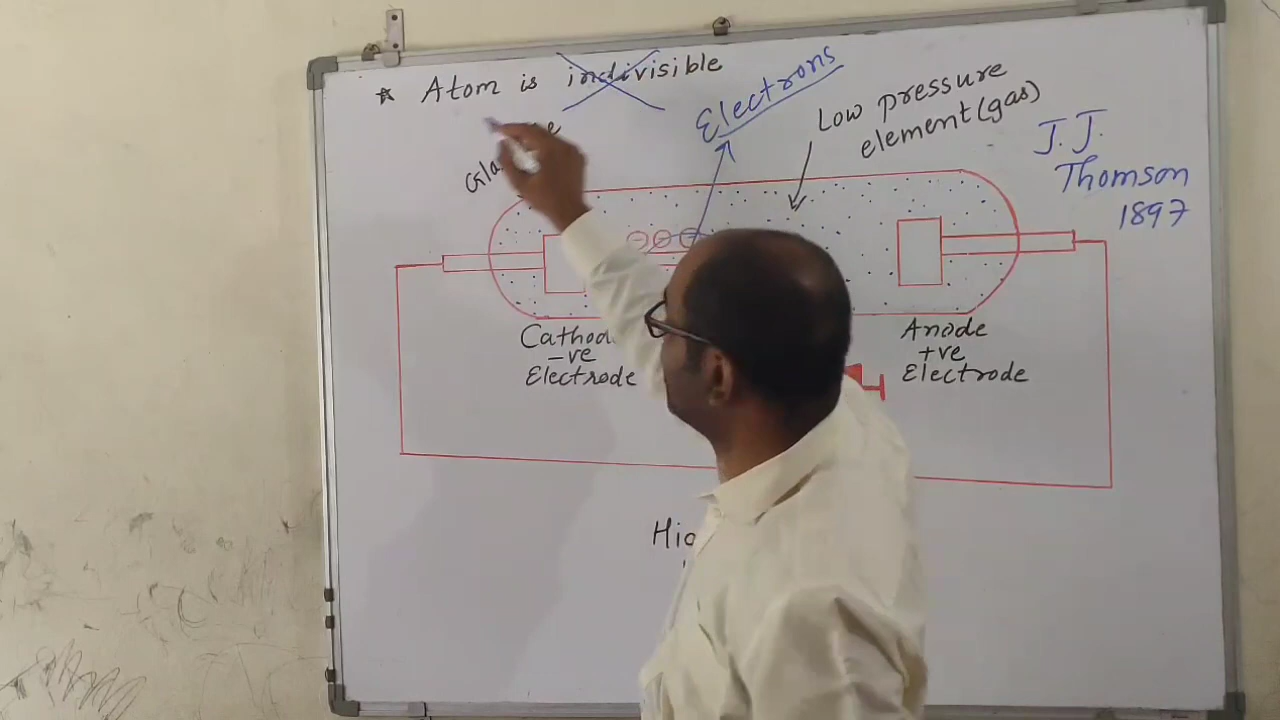 Atom is indivisible
Electrons
Low pressure
element (gas)
J.J.
Thomson
1897
-ve
Electrode
Anode
+ve
Electrode